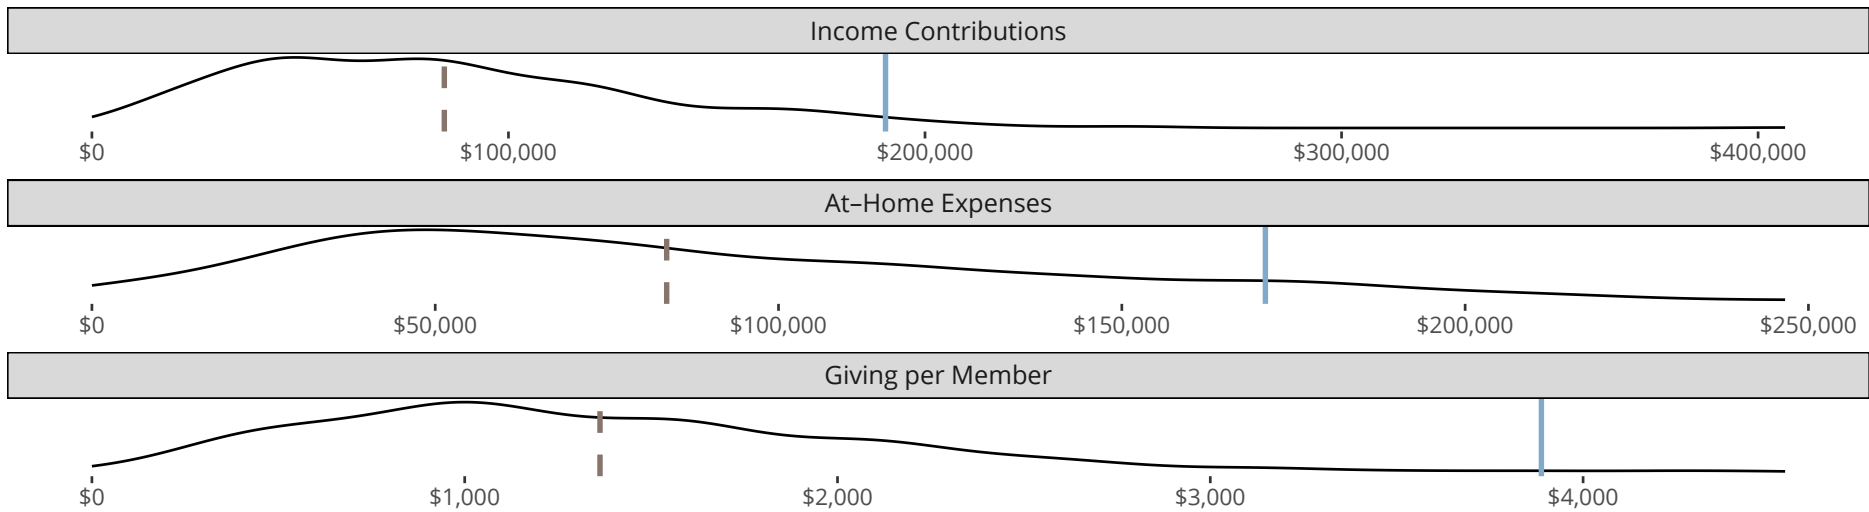 Income Contributions
$0 $100,000 $200,000 $300,000 $400,000
At–Home Expenses
$0 $50,000 $100,000 $150,000 $200,000 $250,000
Giving per Member
$0 $1,000 $2,000 $3,000 $4,000